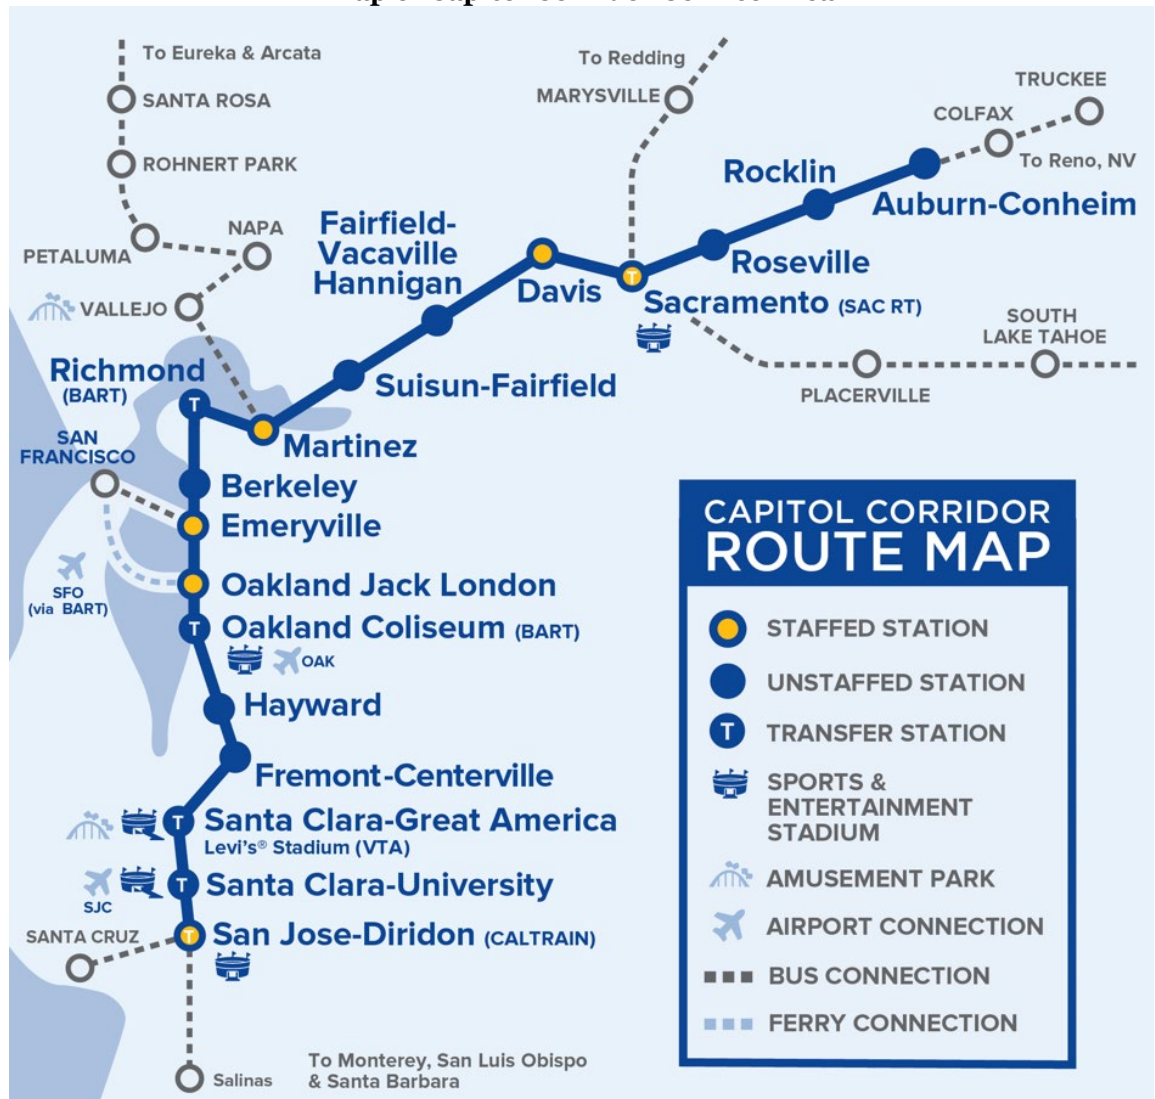 To Eureka & Arcata
SANTA ROSA
ROHNERT PARK
PETALUMA
NAPA
VALLEJO
To Redding
MARYSVILLE
TRUCKEE
COLFAX
To Reno, NV
Rocklin
Auburn-Conheim
Roseville
Fairfield-
Vacaville
Hannigan
Davis
T
Sacramento (SAC RT)
SOUTH
LAKE TAHOE
PLACERVILLE
Suisun-Fairfield
Richmond
(BART)
T
Martinez
SAN
FRANCISCO
Berkeley
Emeryville
SFO
(via BART)
Oakland Jack London
T
Oakland Coliseum (BART)
OAK
Hayward
Fremont-Centerville
T
Santa Clara-Great America
Levi's® Stadium (VTA)
T
Santa Clara-University
SJC
SANTA CRUZ
T
San Jose-Diridon (CALTRAIN)
Salinas
To Monterey, San Luis Obispo
& Santa Barbara
CAPITOL CORRIDOR
ROUTE MAP
STAFFED STATION
UNSTAFFED STATION
T
TRANSFER STATION
SPORTS &
ENTERTAINMENT
STADIUM
AMUSEMENT PARK
AIRPORT CONNECTION
BUS CONNECTION
FERRY CONNECTION